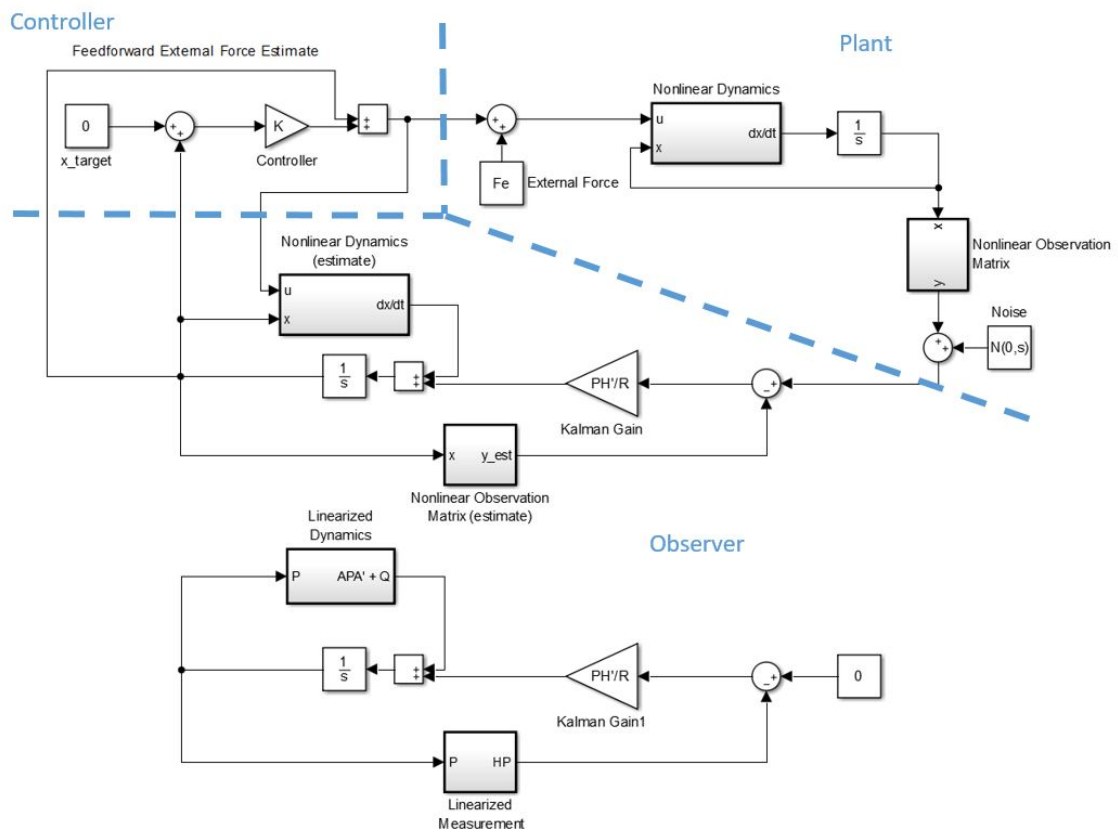 Controller
Feedforward External Force Estimate
Plant
0
x_target
+
+
K
Controller
+
+
+
+
Fe
External Force
Nonlinear Dynamics
u
x
dx/dt
1
s
x
y
Nonlinear Observation
Matrix
Noise
+
+
N(0,s)
Nonlinear Dynamics
(estimate)
u
x
dx/dt
1
s
+
+
PH'/R
Kalman Gain
- +
x
y_est
Nonlinear Observation
Matrix (estimate)
Observer
Linearized
Dynamics
P
APA' + Q
1
s
+
+
PH'/R
Kalman Gain1
- +
0
P
HP
Linearized
Measurement